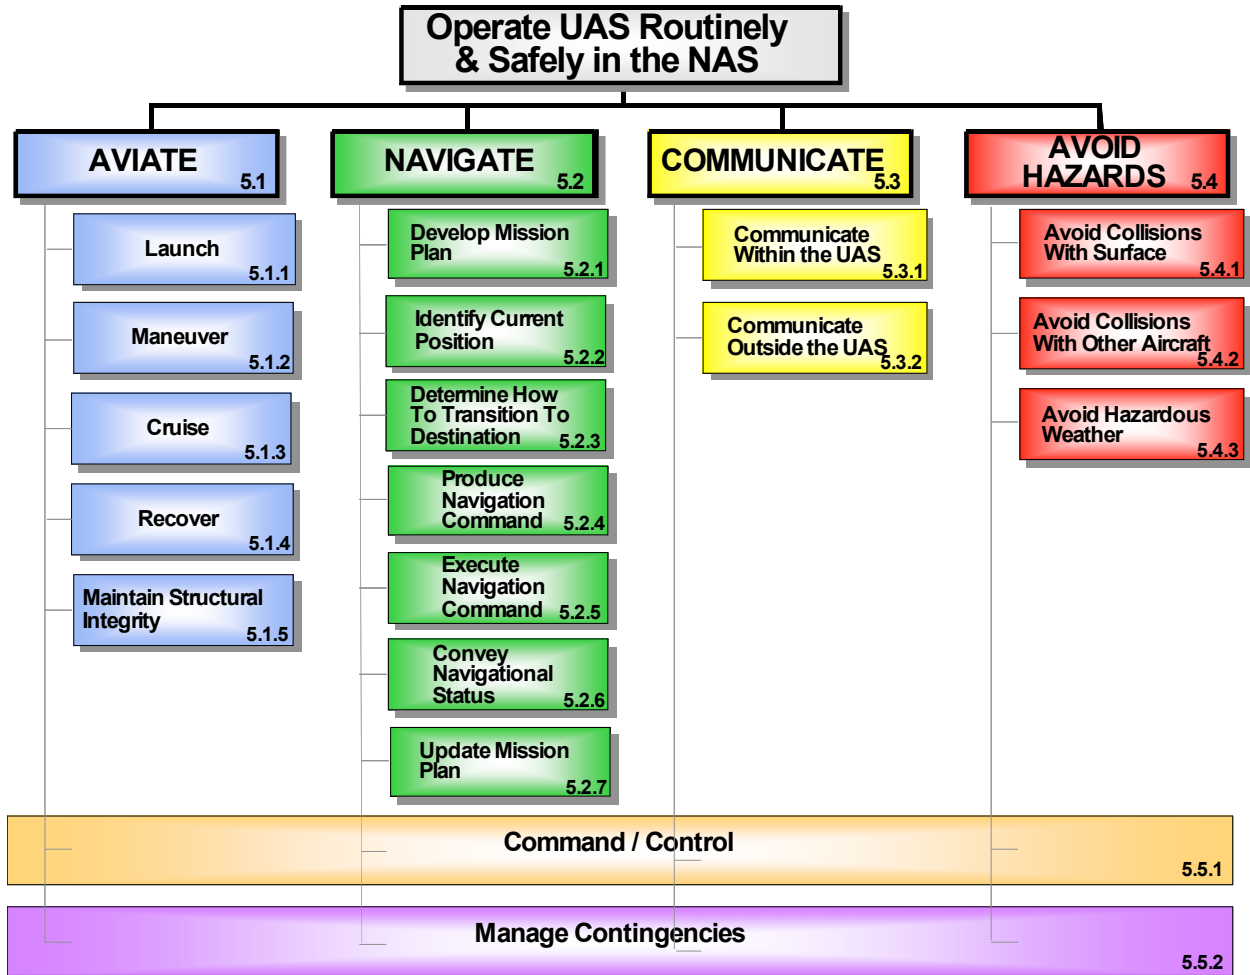 Operate UAS Routinely
& Safely in the NAS
AVIATE
5.1
NAVIGATE
5.2
COMMUNICATE
5.3
AVOID
HAZARDS
5.4
Launch
5.1.1
Maneuver
5.1.2
Cruise
5.1.3
Recover
5.1.4
Maintain Structural
Integrity
5.1.5
Develop Mission
Plan
5.2.1
Identify Current
Position
5.2.2
Determine How
To Transition To
Destination
5.2.3
Produce
Navigation
Command
5.2.4
Execute
Navigation
Command
5.2.5
Convey
Navigational
Status
5.2.6
Update Mission
Plan
5.2.7
Communicate
Within the UAS
5.3.1
Communicate
Outside the UAS
5.3.2
Avoid Collisions
With Surface
5.4.1
Avoid Collisions
With Other Aircraft
5.4.2
Avoid Hazardous
Weather
5.4.3
Command / Control
5.5.1
Manage Contingencies
5.5.2